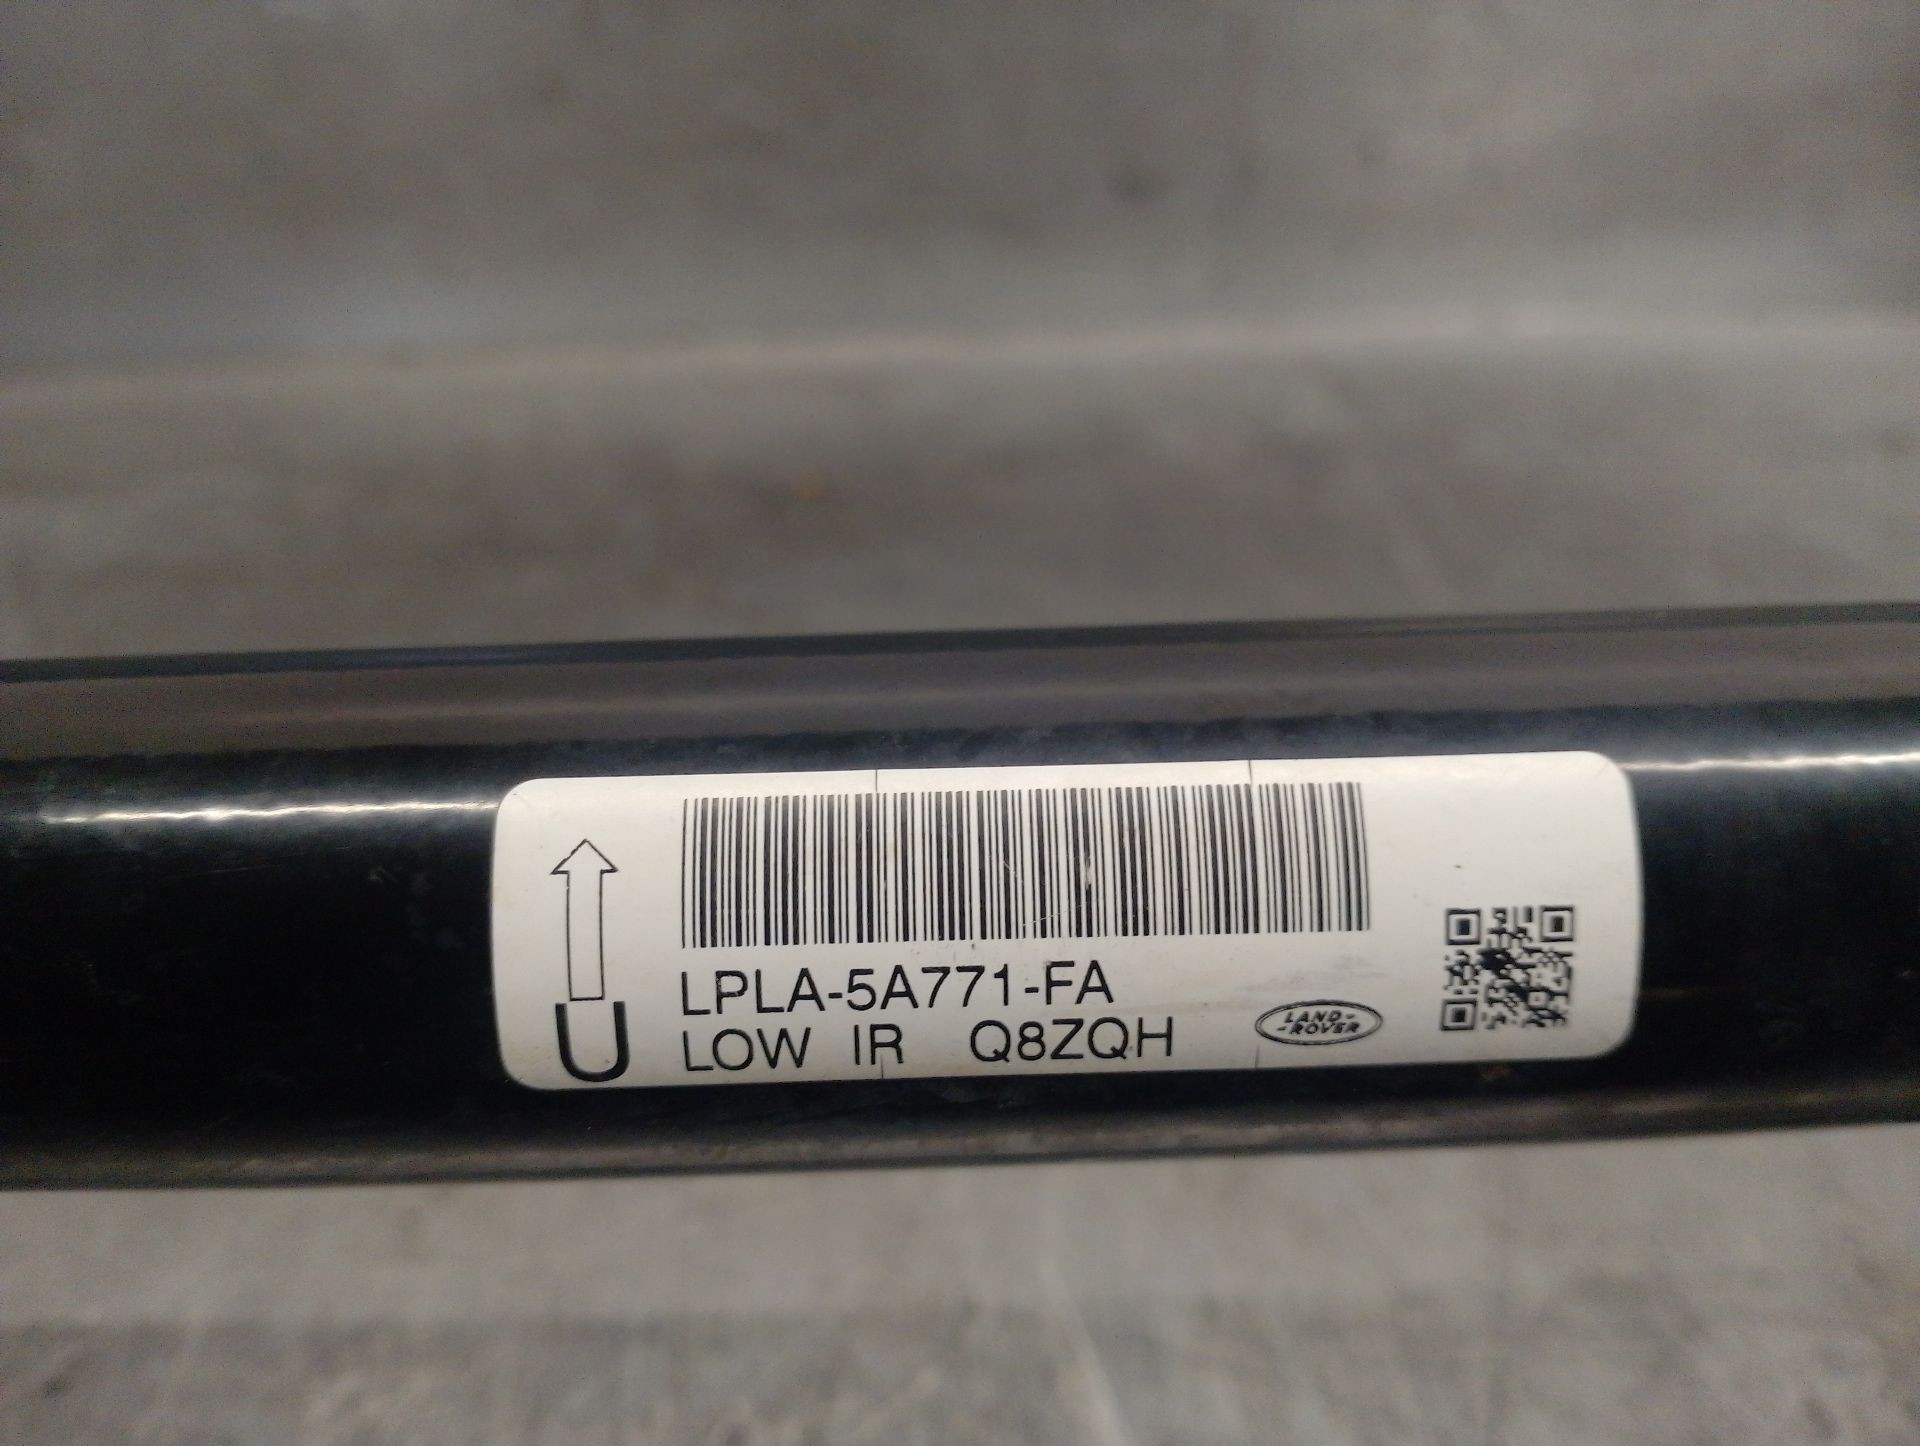 LPLA-5A771-FA
LOW IR Q8ZQH
U
LAND-
-ROVER